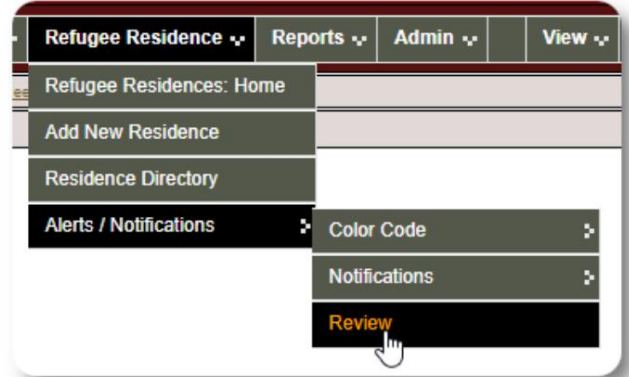 Refugee Residence Reports Admin View
Refugee Residences: Home
Add New Residence
Residence Directory
Alerts / Notifications
Color Code
Notifications
Review